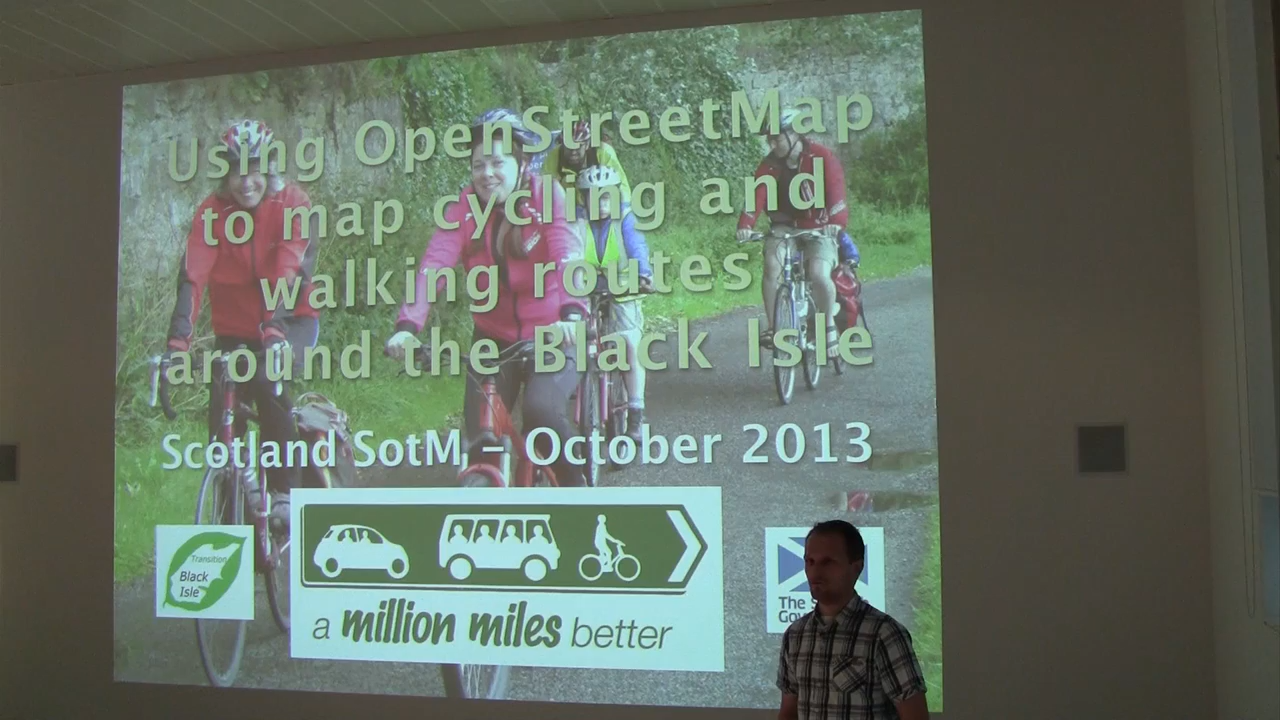 Using OpenStreetMap
to map cycling and
walking routes
around the Black Isle
Scotland SotM – October 2013
Transition
Black
Isle
a million miles better
The